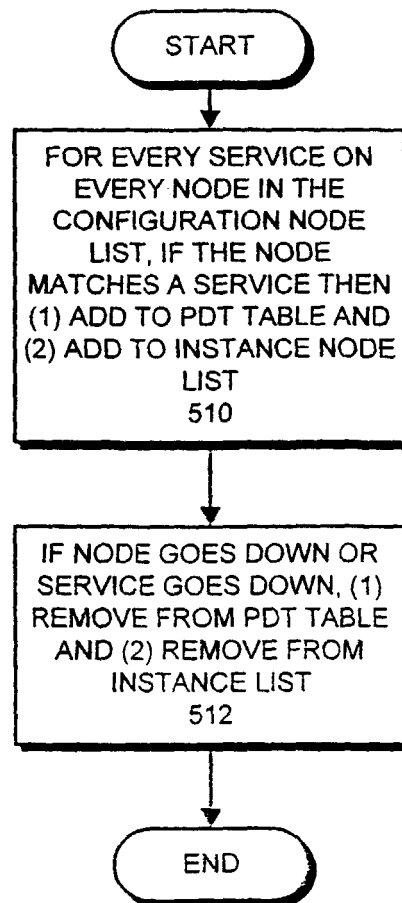 START
FOR EVERY SERVICE ON
EVERY NODE IN THE
CONFIGURATION NODE
LIST, IF THE NODE
MATCHES A SERVICE THEN
(1) ADD TO PDT TABLE AND
(2) ADD TO INSTANCE NODE
LIST
510
IF NODE GOES DOWN OR
SERVICE GOES DOWN, (1)
REMOVE FROM PDT TABLE
AND (2) REMOVE FROM
INSTANCE LIST
512
END